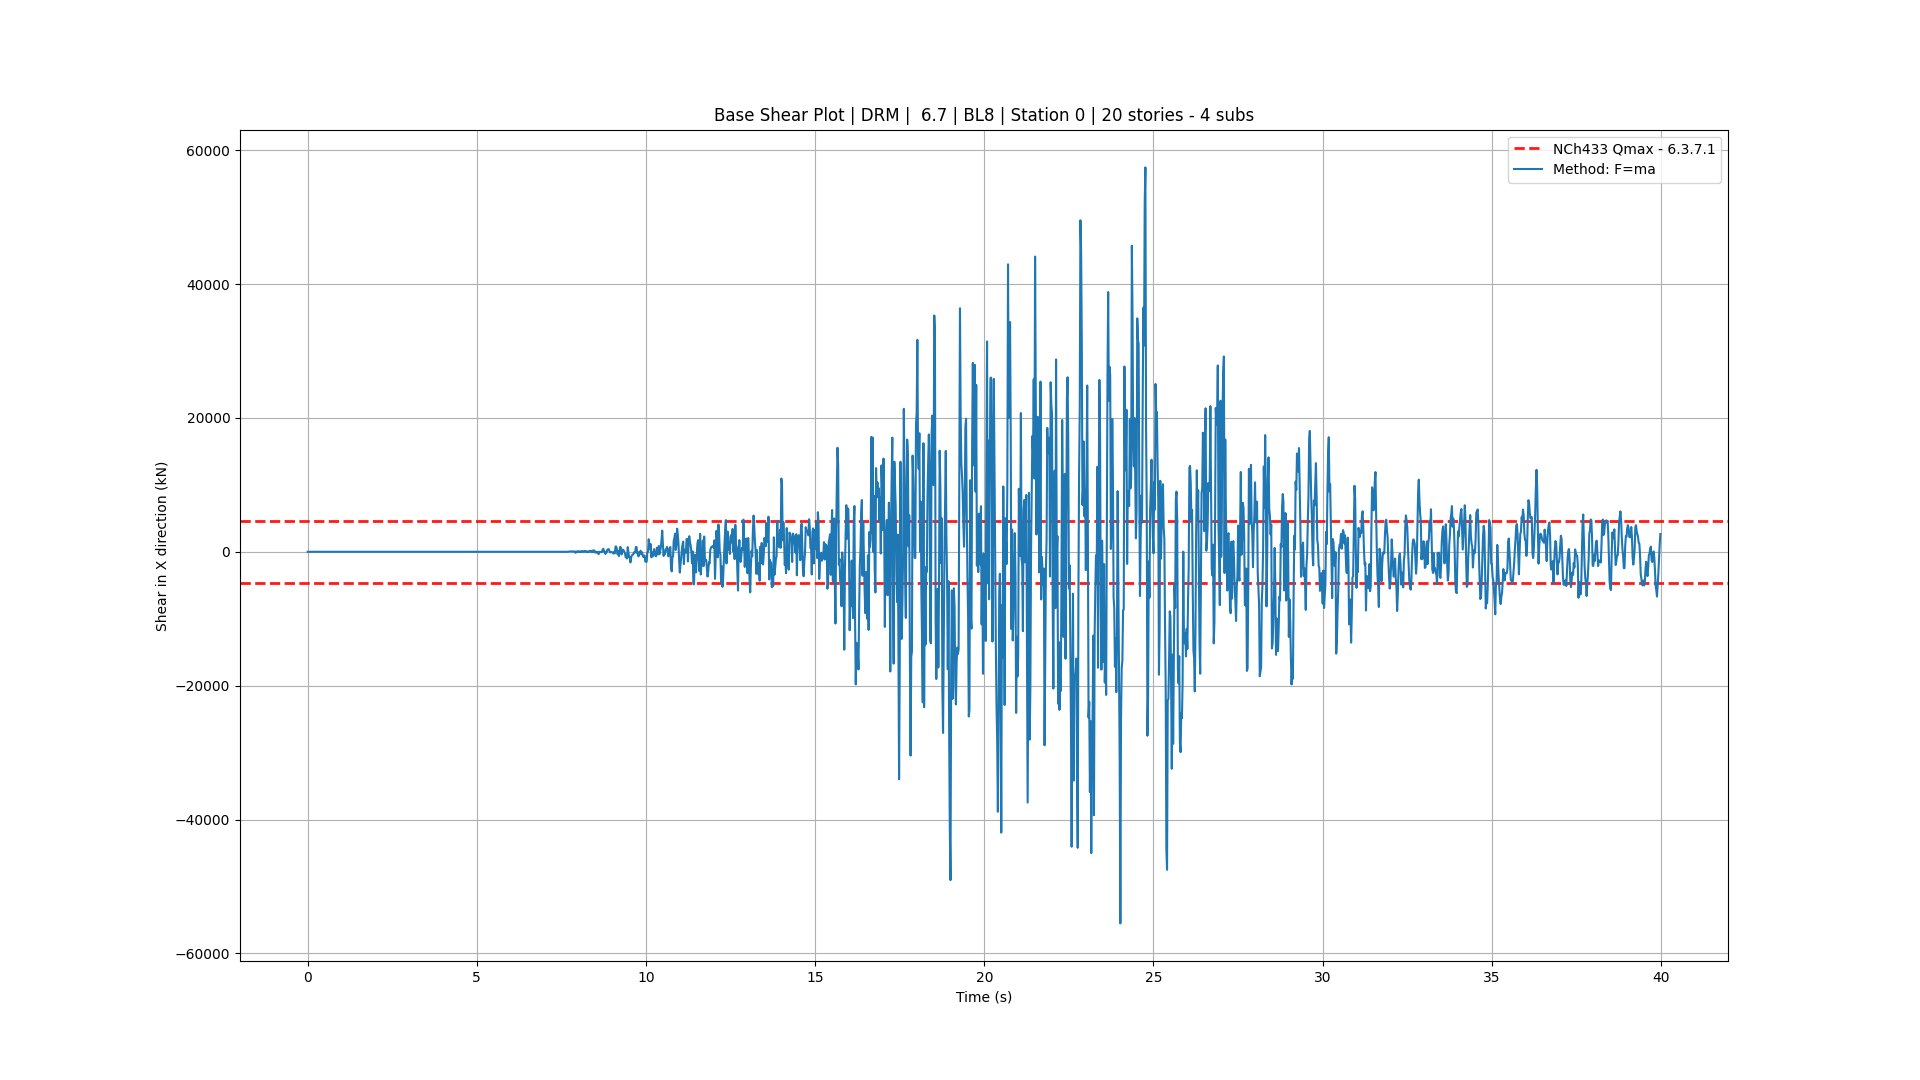 Base Shear Plot | DRM |  6.7 | BL8 | Station 0 | 20 stories - 4 subs
NCh433 Qmax - 6.3.7.1
Method: F=ma
Shear in X direction (kN)
60000
40000
20000
0
−20000
−40000
−60000
0 5 10 15 20 25 30 35 40
Time (s)